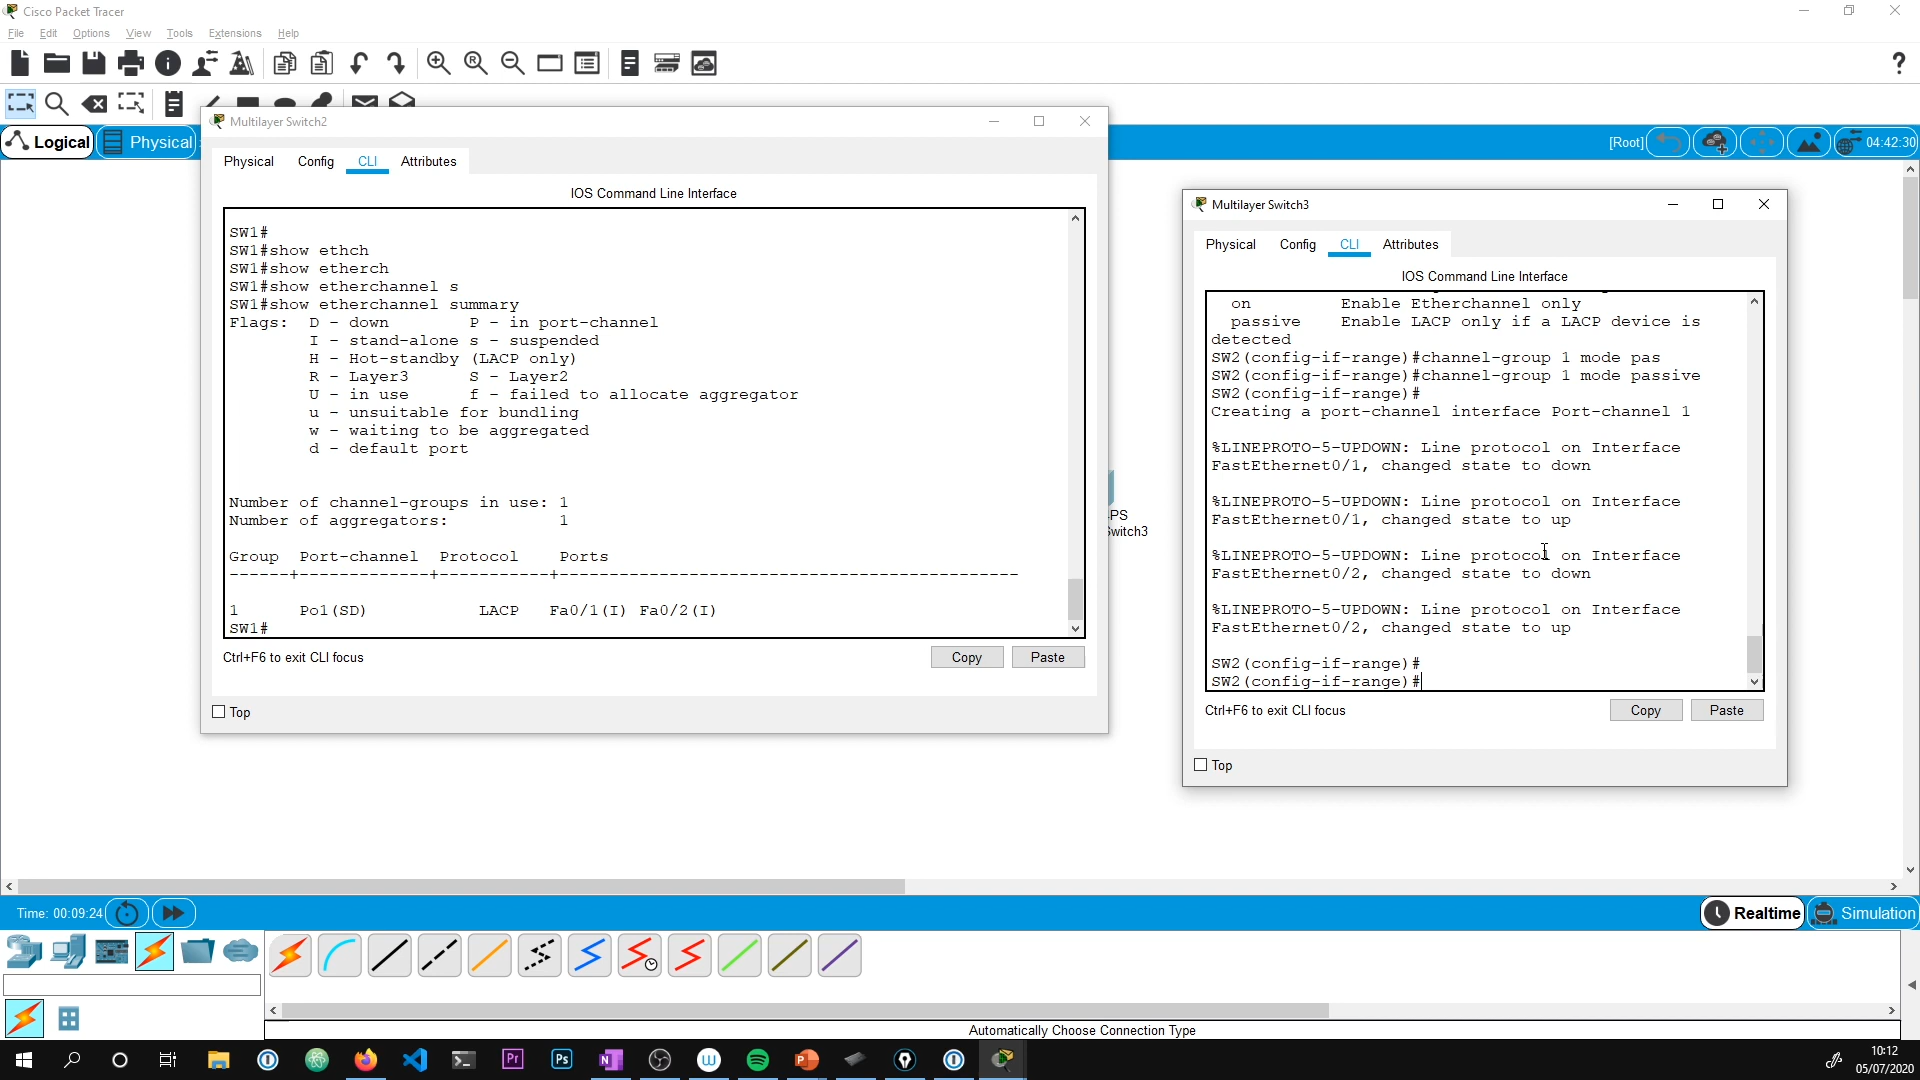 Cisco Packet Tracer
File Edit Options View Tools Extensions Help
Logical
Physical
[Root]
04:42:30
Multilayer Switch2
Physical Config CLI Attributes
IOS Command Line Interface
SW1#
SW1#show ethch
SW1#show etherch
SW1#show etherchannel s
SW1#show etherchannel summary
Flags: D - down P - in port-channel
I - stand-alone s - suspended
H - Hot-standby (LACP only)
R - Layer3 S - Layer2
U - in use f - failed to allocate aggregator
u - unsuitable for bundling
w - waiting to be aggregated
d - default port
Number of channel-groups in use: 1
Number of aggregators: 1
Group Port-channel Protocol Ports
------+-------------+-----------+----------------------------------------------
1 Po1(SD) LACP Fa0/1(I) Fa0/2(I)
SW1#
Ctrl+F6 to exit CLI focus
Copy
Paste
Top
-PS
Switch3
Multilayer Switch3
Physical Config CLI Attributes
IOS Command Line Interface
on Enable Etherchannel only
passive Enable LACP only if a LACP device is
detected
SW2(config-if-range)#channel-group 1 mode pas
SW2(config-if-range)#channel-group 1 mode passive
SW2(config-if-range)#
Creating a port-channel interface Port-channel 1
%LINEPROTO-5-UPDOWN: Line protocol on Interface
FastEthernet0/1, changed state to down
%LINEPROTO-5-UPDOWN: Line protocol on Interface
FastEthernet0/1, changed state to up
%LINEPROTO-5-UPDOWN: Line protocol on Interface
FastEthernet0/2, changed state to down
%LINEPROTO-5-UPDOWN: Line protocol on Interface
FastEthernet0/2, changed state to up
SW2(config-if-range)#
SW2(config-if-range)#
Ctrl+F6 to exit CLI focus
Copy
Paste
Top
Time: 00:09:24
Realtime
Simulation
Automatically Choose Connection Type
Pr
Ps
10:12
05/07/2020